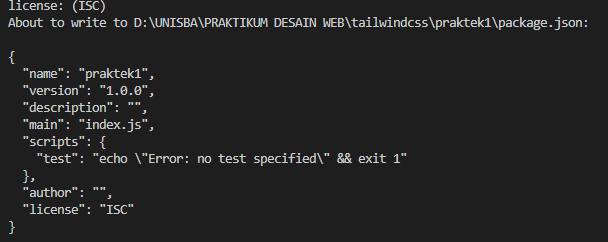 license: (ISC)
About to write to D:\UNISBA\PRAKTIKUM DESAIN WEB\tailwindcss\praktek1\package.json:
{
"name": "praktek1",
"version": "1.0.0",
"description": "",
"main": "index.js",
"scripts": {
"test": "echo \"Error: no test specified\" && exit 1"
},
"author": "",
"license": "ISC"
}